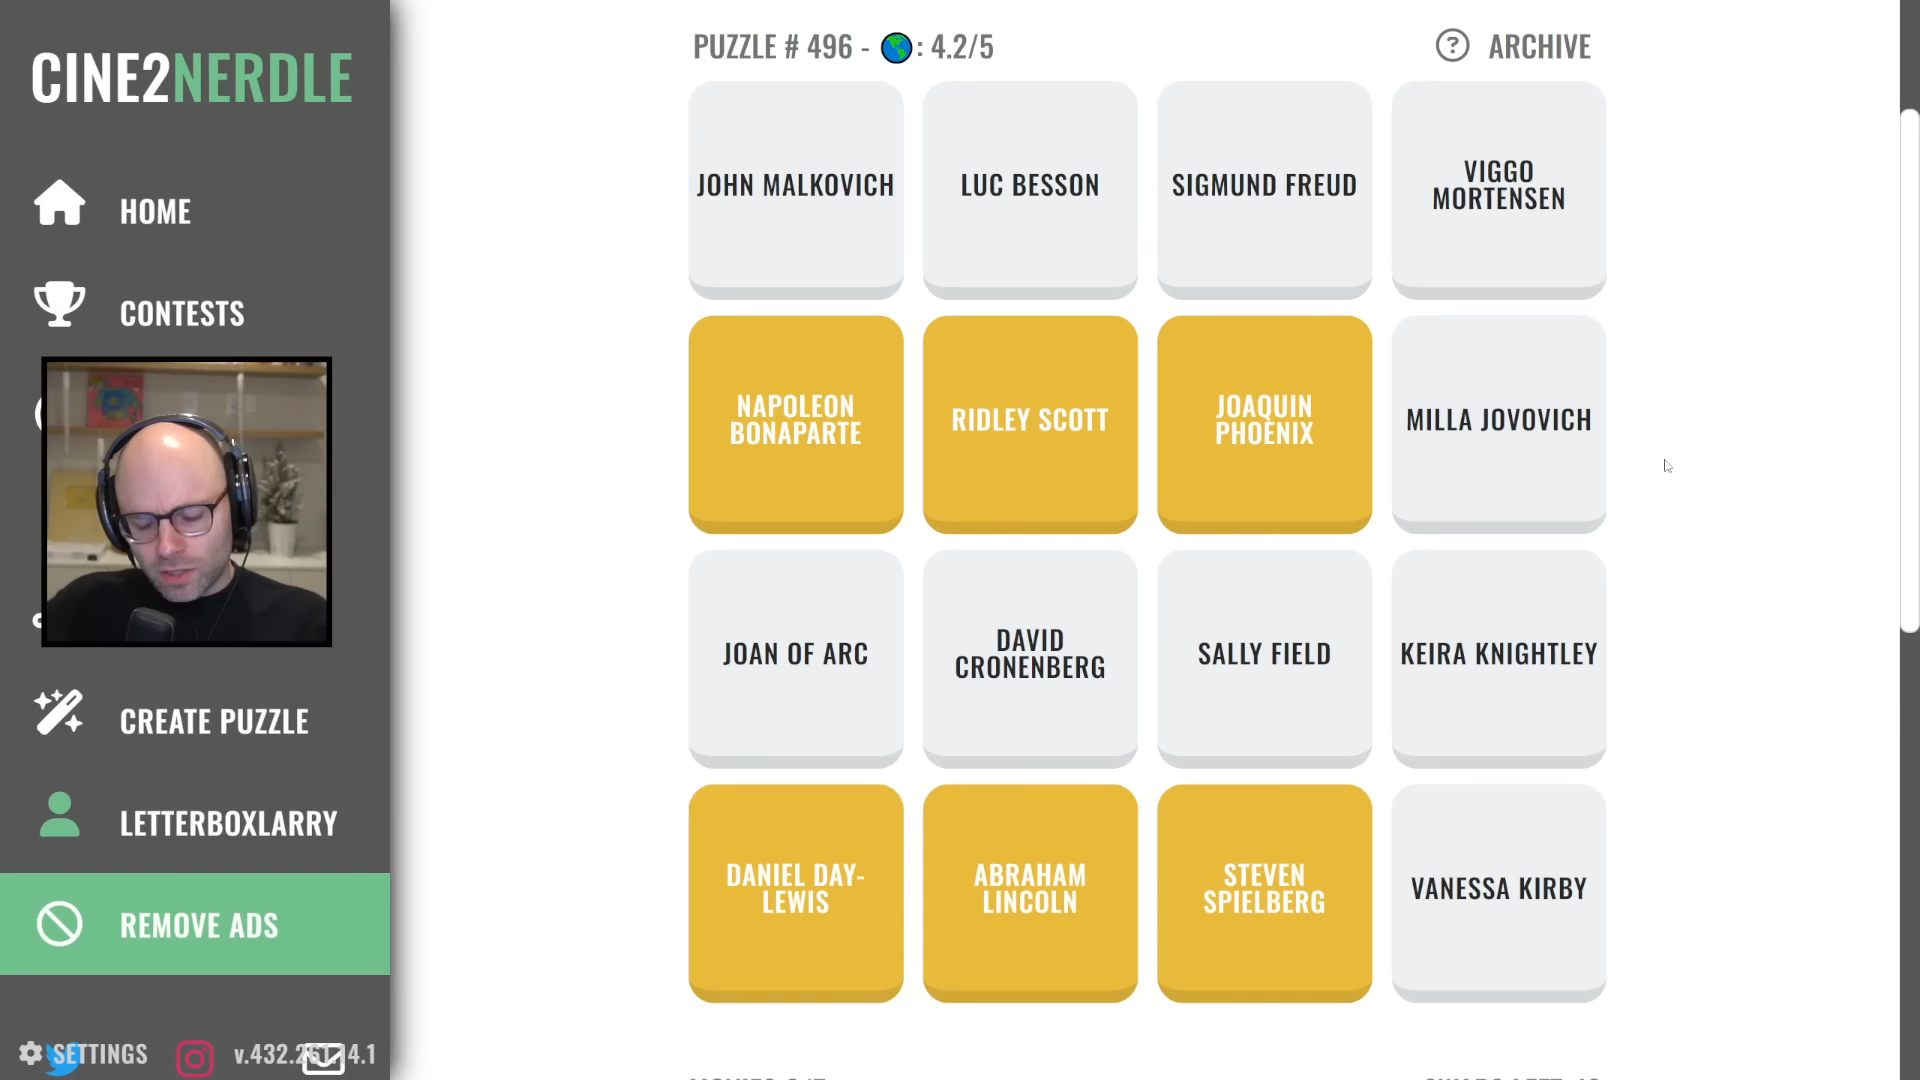 CINE2NERDLE
HOME
CONTESTS
CREATE PUZZLE
LETTERBOXLARRY
REMOVE ADS
SETTINGS
PUZZLE # 496 - : 4.2/5
? ARCHIVE
JOHN MALKOVICH
LUC BESSON
SIGMUND FREUD
VIGGO
MORTENSEN
NAPOLEON
BONAPARTE
RIDLEY SCOTT
JOAQUIN
PHOENIX
MILLA JOVOVICH
JOAN OF ARC
DAVID
CRONENBERG
SALLY FIELD
KEIRA KNIGHTLEY
DANIEL DAY-
LEWIS
ABRAHAM
LINCOLN
STEVEN
SPIELBERG
VANESSA KIRBY